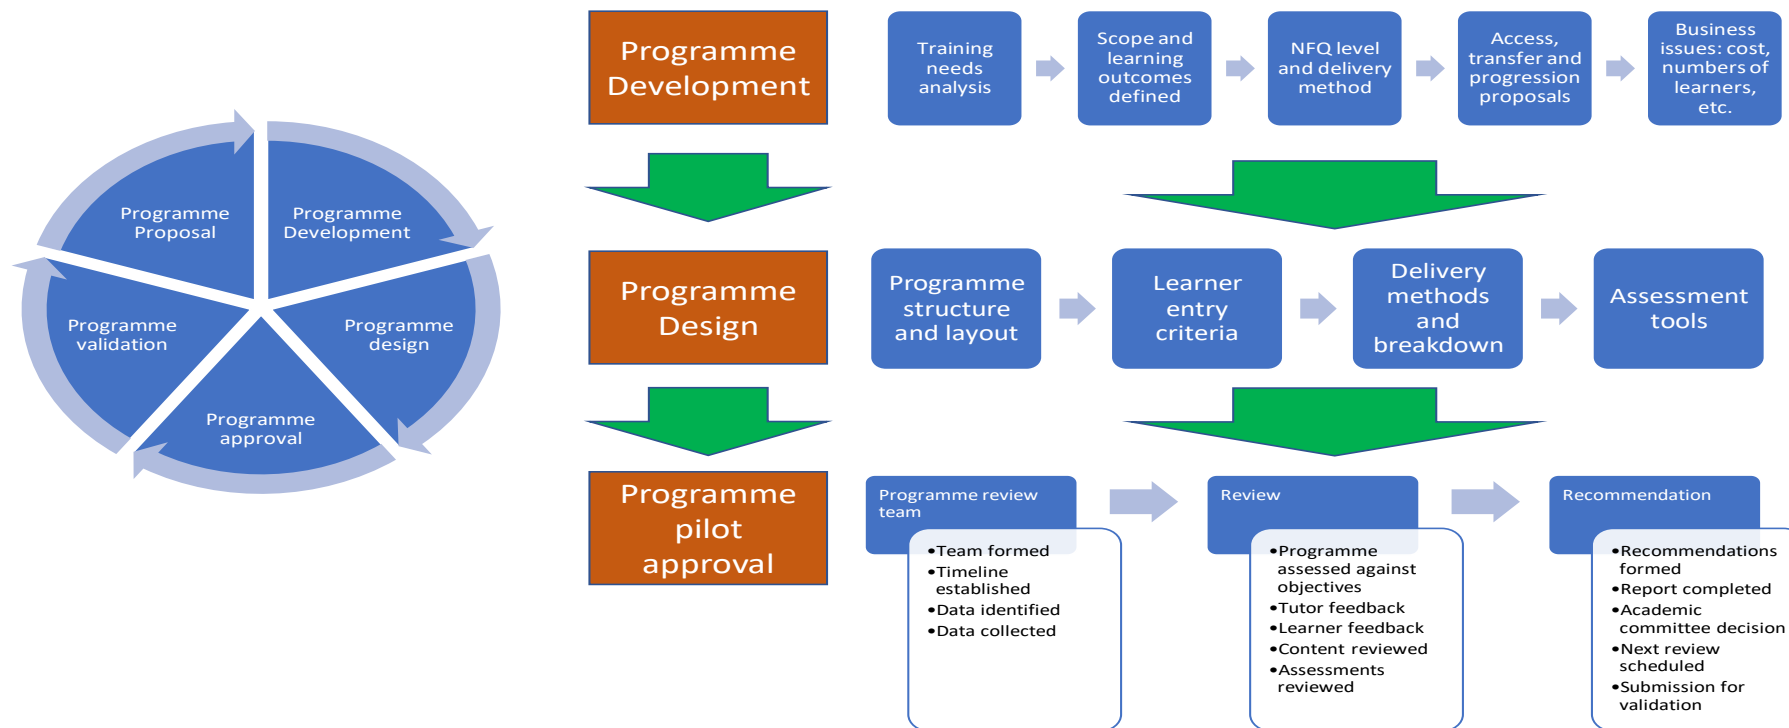 Programme
Proposal
Programme
Development
Programme
design
Programme
approval
Programme
validation
Programme
Development
Training
needs
analysis
Scope and
learning
outcomes
defined
NFQ level
and delivery
method
Access,
transfer and
progression
proposals
Business
issues: cost,
numbers of
learners,
etc.
Programme
Design
Programme
structure
and layout
Learner
entry
criteria
Delivery
methods
and
breakdown
Assessment
tools
Programme
pilot
approval
Programme review
team
•Team formed
•Timeline
established
•Data identified
•Data collected
Review
•Programme
assessed against
objectives
•Tutor feedback
•Learner feedback
•Content reviewed
•Assessments
reviewed
Recommendation
•Recommendations
formed
•Report completed
•Academic
committee decision
•Next review
scheduled
•Submission for
validation